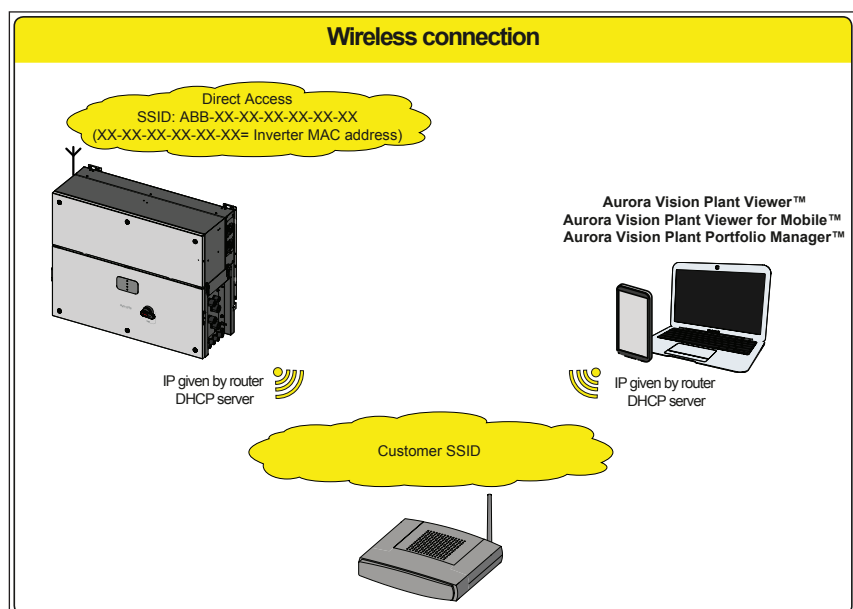 Wireless connection
Direct Access
SSID: ABB-XX-XX-XX-XX-XX-XX
(XX-XX-XX-XX-XX-XX= Inverter MAC address)
Aurora Vision Plant Viewer™
Aurora Vision Plant Viewer for Mobile™
Aurora Vision Plant Portfolio Manager™
IP given by router
DHCP server
IP given by router
DHCP server
Customer SSID